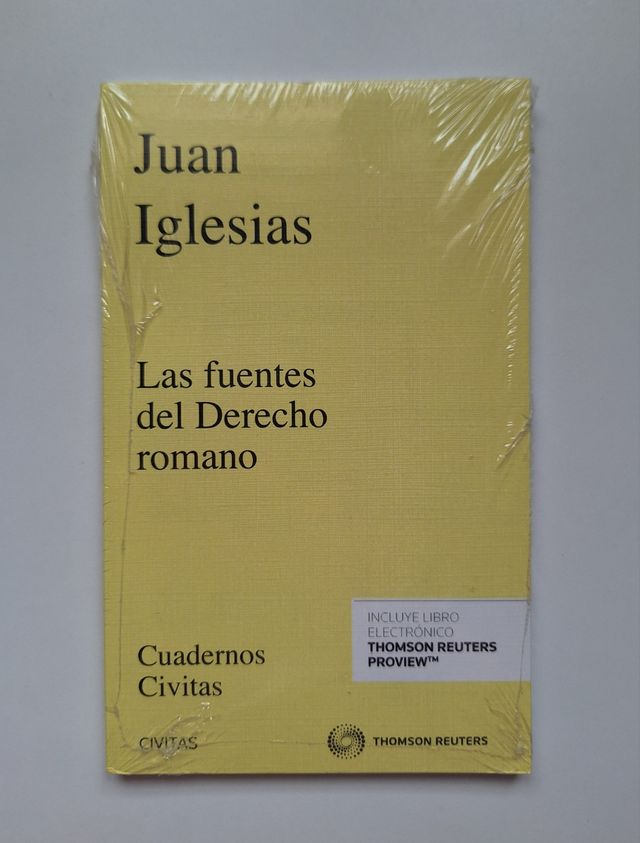 Juan
Iglesias
Las fuentes
del Derecho
romano
INCLUYE LIBRO
ELECTRÓNICO
THOMSON REUTERS
PROVIEW™
Cuadernos
Civitas
CIVITAS
THOMSON REUTERS